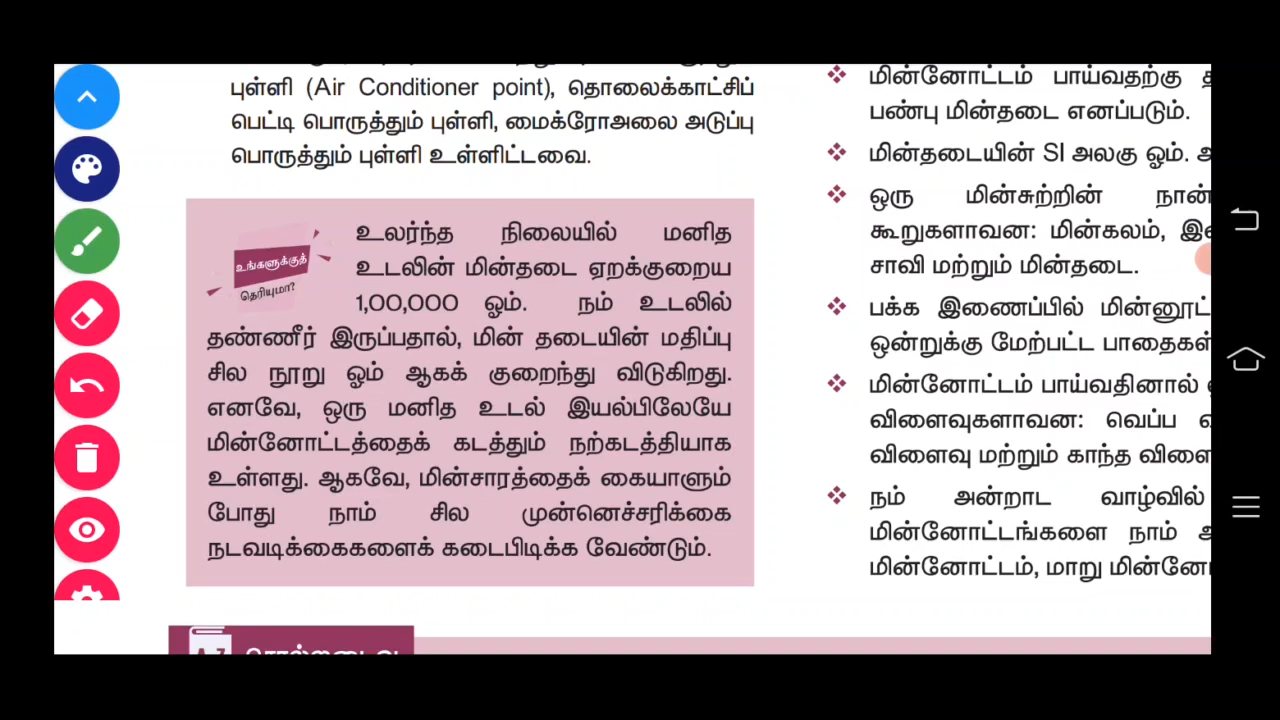 புள்ளி (Air Conditioner point), தொலைக்காட்சிப்
பெட்டி பொருத்தும் புள்ளி, மைக்ரோஅலை அடுப்பு
பொருத்தும் புள்ளி உள்ளிட்டவை.
உங்களுக்குத்
தெரியுமா?
உலர்ந்த நிலையில் மனித
உடலின் மின்தடை ஏறக்குறைய
1,00,000 ஓம். நம் உடலில்
தண்ணீர் இருப்பதால், மின் தடையின் மதிப்பு
சில நூறு ஓம் ஆகக் குறைந்து விடுகிறது.
எனவே, ஒரு மனித உடல் இயல்பிலேயே
மின்னோட்டத்தைக் கடத்தும் நற்கடத்தியாக
உள்ளது. ஆகவே, மின்சாரத்தைக் கையாளும்
போது நாம் சில முன்னெச்சரிக்கை
நடவடிக்கைகளைக் கடைபிடிக்க வேண்டும்.
❖ மின்னோட்டம் பாய்வதற்கு
பண்பு மின்தடை எனப்படும்.
❖ மின்தடையின் SI அலகு ஓம்.
❖ ஒரு மின்சுற்றின் நான்
கூறுகளாவன: மின்கலம்,
சாவி மற்றும் மின்தடை.
❖ பக்க இணைப்பில் மின்னூட்
ஒன்றுக்கு மேற்பட்ட பாதைகள்
❖ மின்னோட்டம் பாய்வதினால்
விளைவுகளாவன: வெப்ப
விளைவு மற்றும் காந்த விளை
❖ நம் அன்றாட வாழ்வில்
மின்னோட்டங்களை நாம்
மின்னோட்டம், மாறு மின்னோ